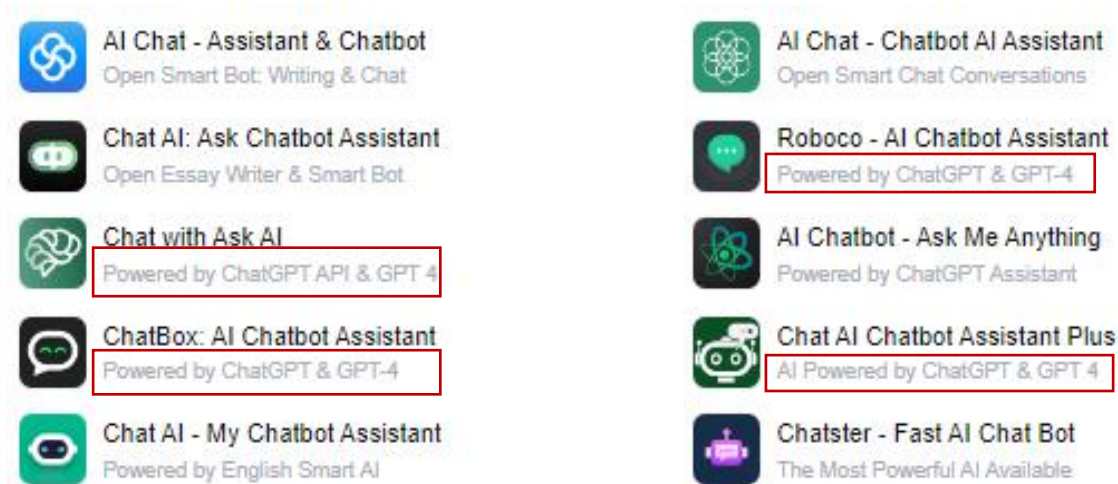 AI Chat - Assistant & Chatbot
Open Smart Bot: Writing & Chat
Chat AI: Ask Chatbot Assistant
Open Essay Writer & Smart Bot
Chat with Ask AI
Powered by ChatGPT API & GPT 4
ChatBox: AI Chatbot Assistant
Powered by ChatGPT & GPT-4
Chat AI - My Chatbot Assistant
Powered by English Smart AI
AI Chat - Chatbot AI Assistant
Open Smart Chat Conversations
Roboco - AI Chatbot Assistant
Powered by ChatGPT & GPT-4
AI Chatbot - Ask Me Anything
Powered by ChatGPT Assistant
Chat AI Chatbot Assistant Plus
AI Powered by ChatGPT & GPT 4
Chatster - Fast AI Chat Bot
The Most Powerful AI Available